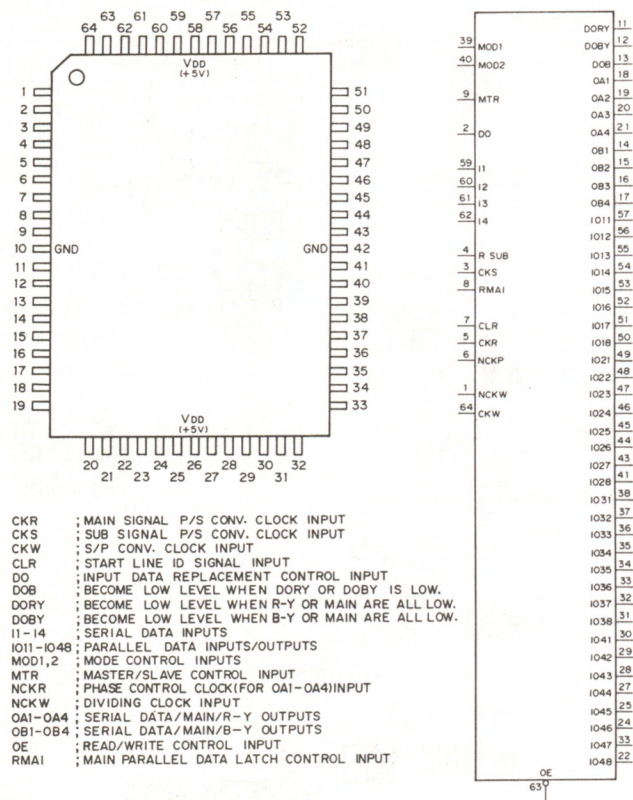 63 61 59 57 55 53
64 62 60 58 56 54 52
VDD
(+5V)
1 51
2 50
3 49
4 48
5 47
6 46
7 45
8 44
9 43
10 GND GND 42
11 41
12 40
13 39
14 38
15 37
16 36
17 35
18 34
19 33
VDD
(+5V)
20 22 24 26 28 30 32
21 23 25 27 29 31
39 MOD1
40 MOD2
9 MTR
2 DO
59 I1
60 I2
61 I3
62 I4
4 R SUB
3 CKS
8 RMAI
7 CLR
5 CKR
6 NCKP
1 NCKW
64 CKW
DORY 11
DOBY 12
DOB 13
OA1 18
OA2 19
OA3 20
OA4 21
OB1 14
OB2 15
OB3 16
OB4 17
IO11 57
IO12 56
IO13 55
IO14 54
IO15 53
IO16 52
IO17 51
IO18 50
IO21 49
IO22 48
IO23 47
IO24 46
IO25 45
IO26 44
IO27 43
IO28 41
IO31 38
IO32 37
IO33 36
IO34 35
IO35 34
IO36 33
IO37 32
IO38 31
IO41 30
IO42 29
IO43 28
IO44 27
IO45 25
IO46 24
IO47 33
IO48 22
OE
63
CKR ; MAIN SIGNAL P/S CONV. CLOCK INPUT
CKS ; SUB SIGNAL P/S CONV. CLOCK INPUT
CKW ; S/P CONV. CLOCK INPUT
CLR ; START LINE ID SIGNAL INPUT
DO ; INPUT DATA REPLACEMENT CONTROL INPUT
DOB ; BECOME LOW LEVEL WHEN DORY OR DOBY IS LOW.
DORY ; BECOME LOW LEVEL WHEN R-Y OR MAIN ARE ALL LOW.
DOBY ; BECOME LOW LEVEL WHEN B-Y OR MAIN ARE ALL LOW.
I1-I4 ; SERIAL DATA INPUTS
IO11-IO48 ; PARALLEL DATA INPUTS/OUTPUTS
MOD1,2 ; MODE CONTROL INPUTS
MTR ; MASTER/SLAVE CONTROL INPUT
NCKR ; PHASE CONTROL CLOCK(FOR OA1-OA4)INPUT
NCKW ; DIVIDING CLOCK INPUT
OA1-OA4 ; SERIAL DATA/MAIN/R-Y OUTPUTS
OB1-OB4 ; SERIAL DATA/MAIN/B-Y OUTPUTS
OE ; READ/WRITE CONTROL INPUT
RMAI ; MAIN PARALLEL DATA LATCH CONTROL INPUT